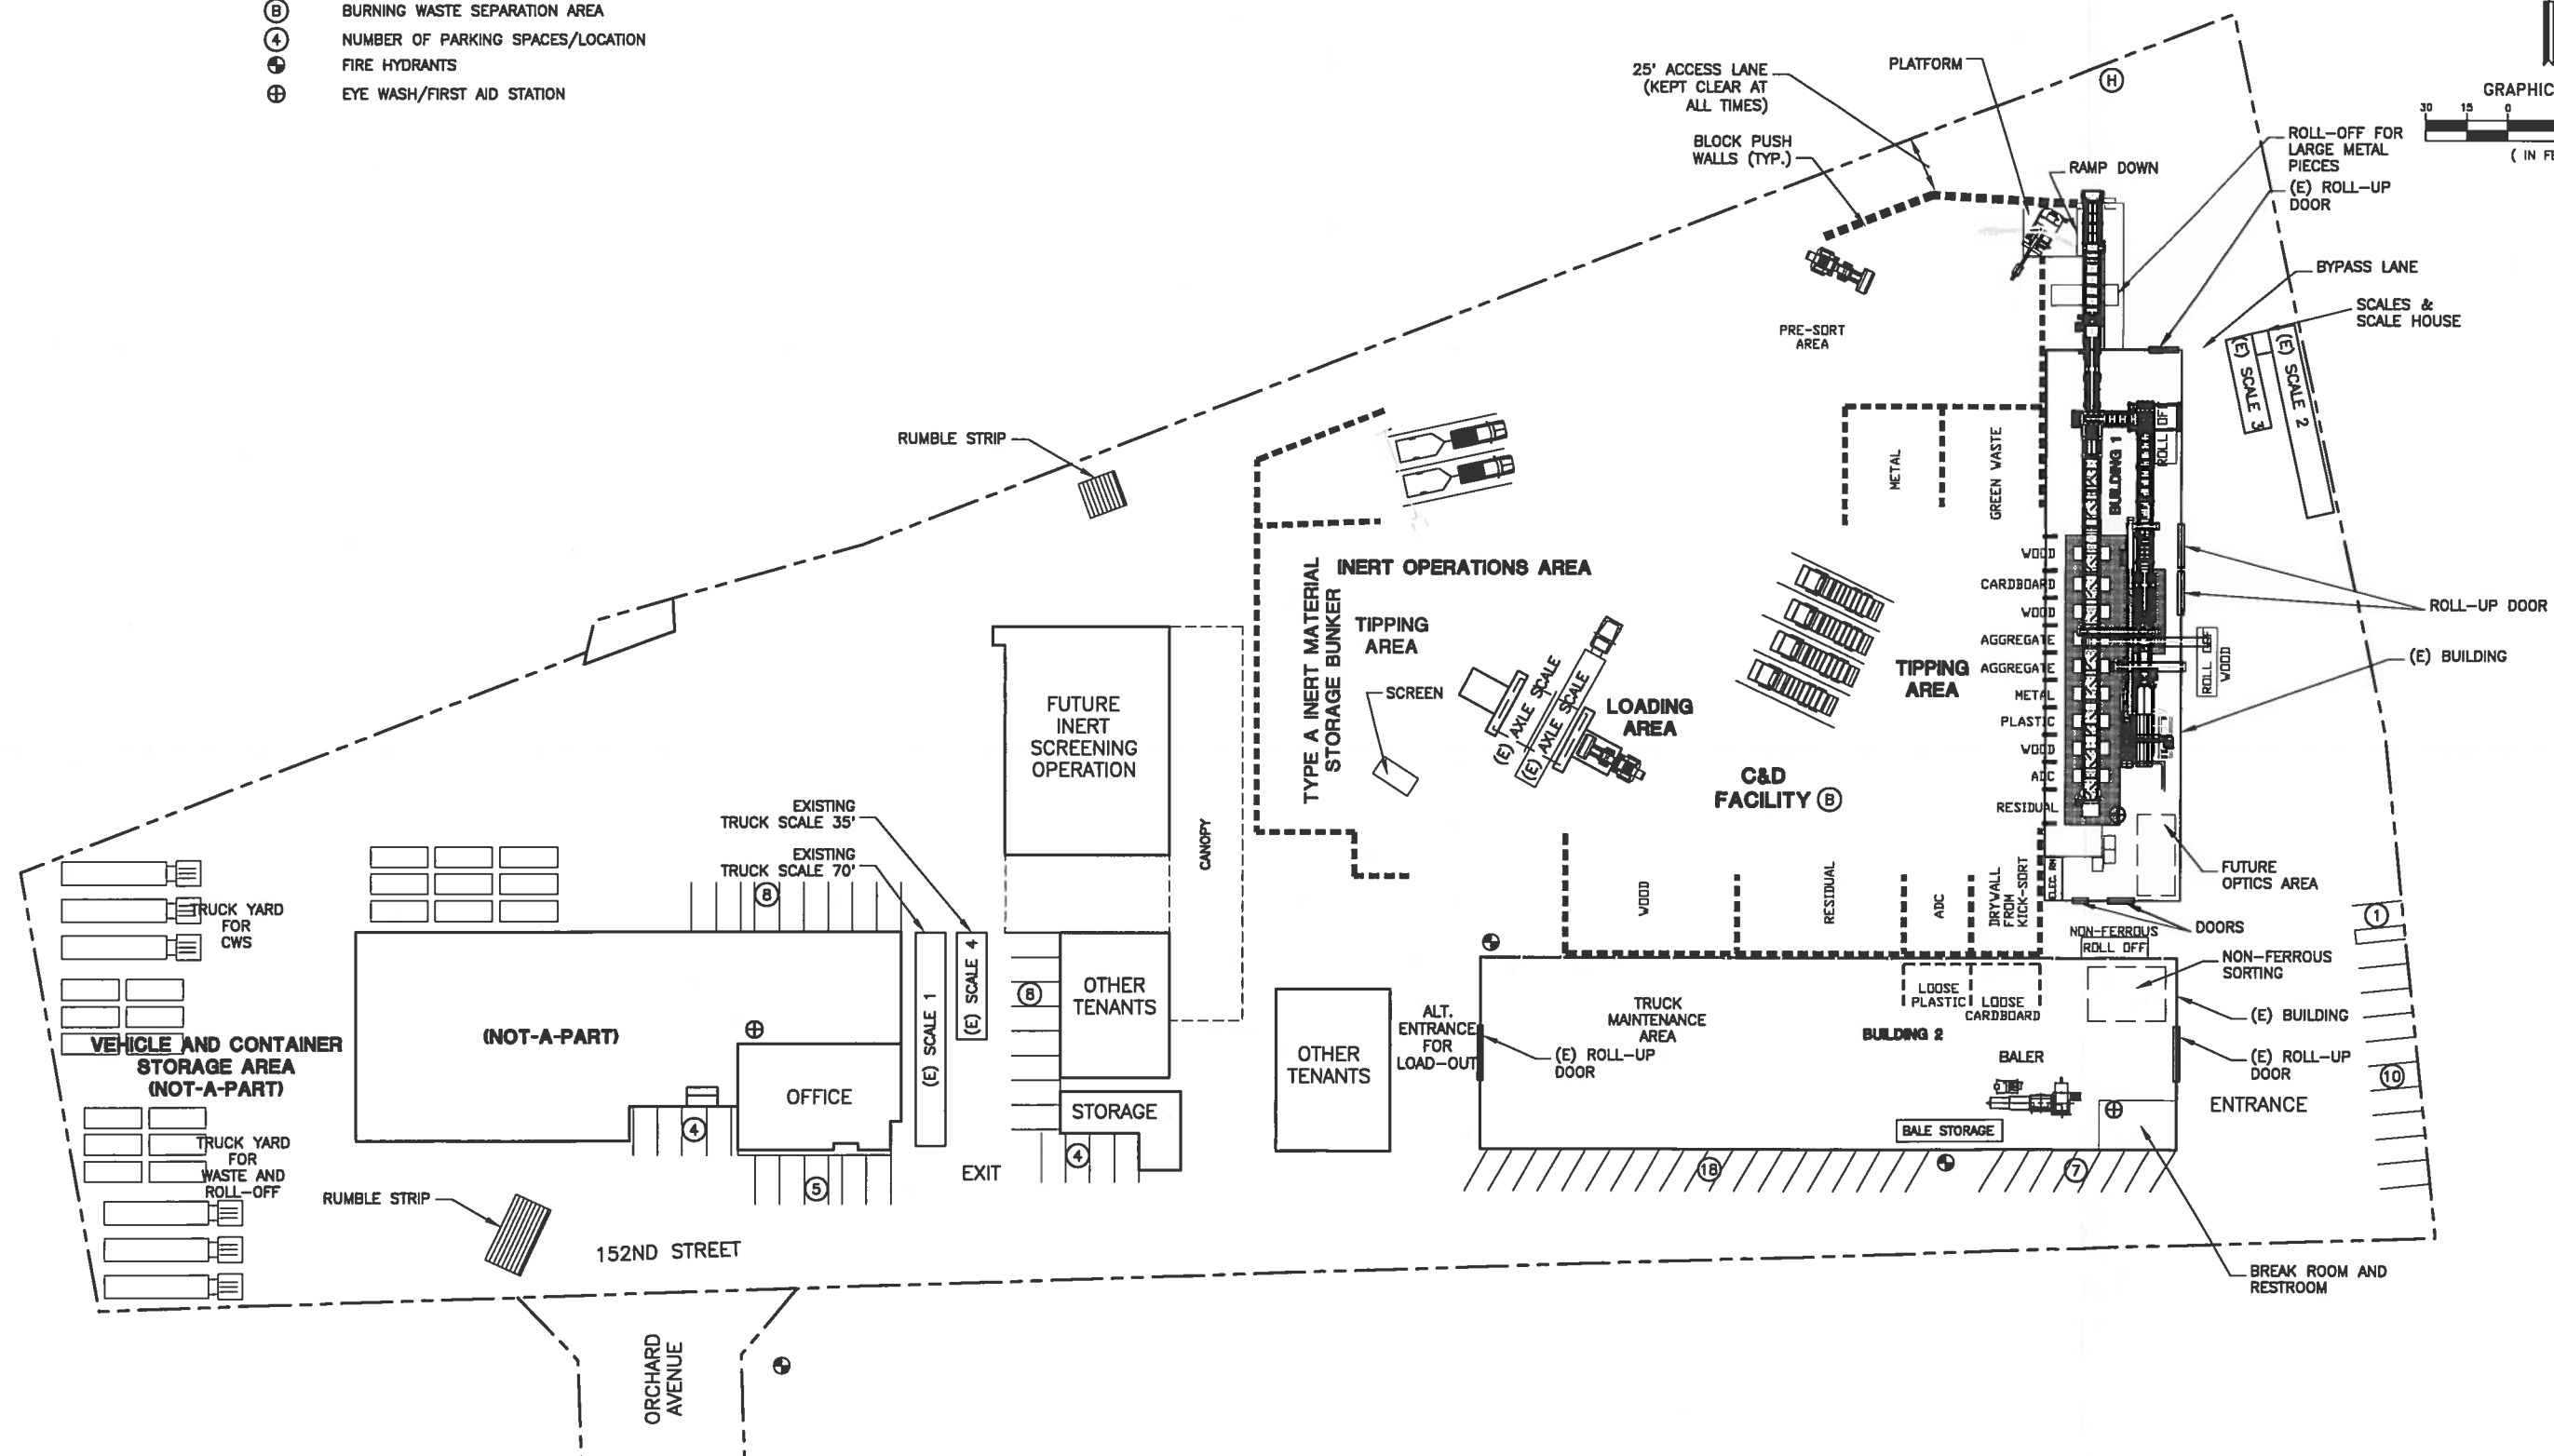 Ⓑ BURNING WASTE SEPARATION AREA
④ NUMBER OF PARKING SPACES/LOCATION
FIRE HYDRANTS
EYE WASH/FIRST AID STATION
GRAPHIC
30 15 0
( IN FE
25' ACCESS LANE
(KEPT CLEAR AT
ALL TIMES)
PLATFORM
H
BLOCK PUSH
WALLS (TYP.)
RAMP DOWN
ROLL-OFF FOR
LARGE METAL
PIECES
(E) ROLL-UP
DOOR
BYPASS LANE
SCALES &
SCALE HOUSE
(E) SCALE 3
(E) SCALE 2
PRE-SORT
AREA
RUMBLE STRIP
METAL
GREEN WASTE
BUILDING 1
ROLL OF
INERT OPERATIONS AREA
TYPE A INERT MATERIAL
STORAGE BUNKER
TIPPING
AREA
SCREEN
(E) AXLE SCALE
(E) AXLE SCALE
LOADING
AREA
TIPPING
AREA
WOOD
CARDBOARD
WOOD
AGGREGATE
AGGREGATE
METAL
PLASTIC
WOOD
ADC
RESIDUAL
ROLL OF
WOOD
ROLL-UP DOOR
(E) BUILDING
C&D
FACILITY Ⓑ
FUTURE
INERT
SCREENING
OPERATION
CANOPY
EXISTING
TRUCK SCALE 35'
EXISTING
TRUCK SCALE 70'
8
WOOD
RESIDUAL
ADC
DRYWALL
FROM
KICK-SORT
ELEC. RM
FUTURE
OPTICS AREA
DOORS
1
NON-FERROUS
ROLL OFF
NON-FERROUS
SORTING
TRUCK YARD
FOR
CWS
VEHICLE AND CONTAINER
STORAGE AREA
(NOT-A-PART)
(NOT-A-PART)
OFFICE
(E) SCALE 1
(E) SCALE 4
8
OTHER
TENANTS
STORAGE
OTHER
TENANTS
ALT.
ENTRANCE
FOR
LOAD-OUT
(E) ROLL-UP
DOOR
TRUCK
MAINTENANCE
AREA
BUILDING 2
LOOSE
PLASTIC
LOOSE
CARDBOARD
BALER
BALE STORAGE
(E) BUILDING
(E) ROLL-UP
DOOR
10
ENTRANCE
TRUCK YARD
FOR
WASTE AND
ROLL-OFF
4
5
EXIT
4
18
7
RUMBLE STRIP
152ND STREET
BREAK ROOM AND
RESTROOM
ORCHARD
AVENUE